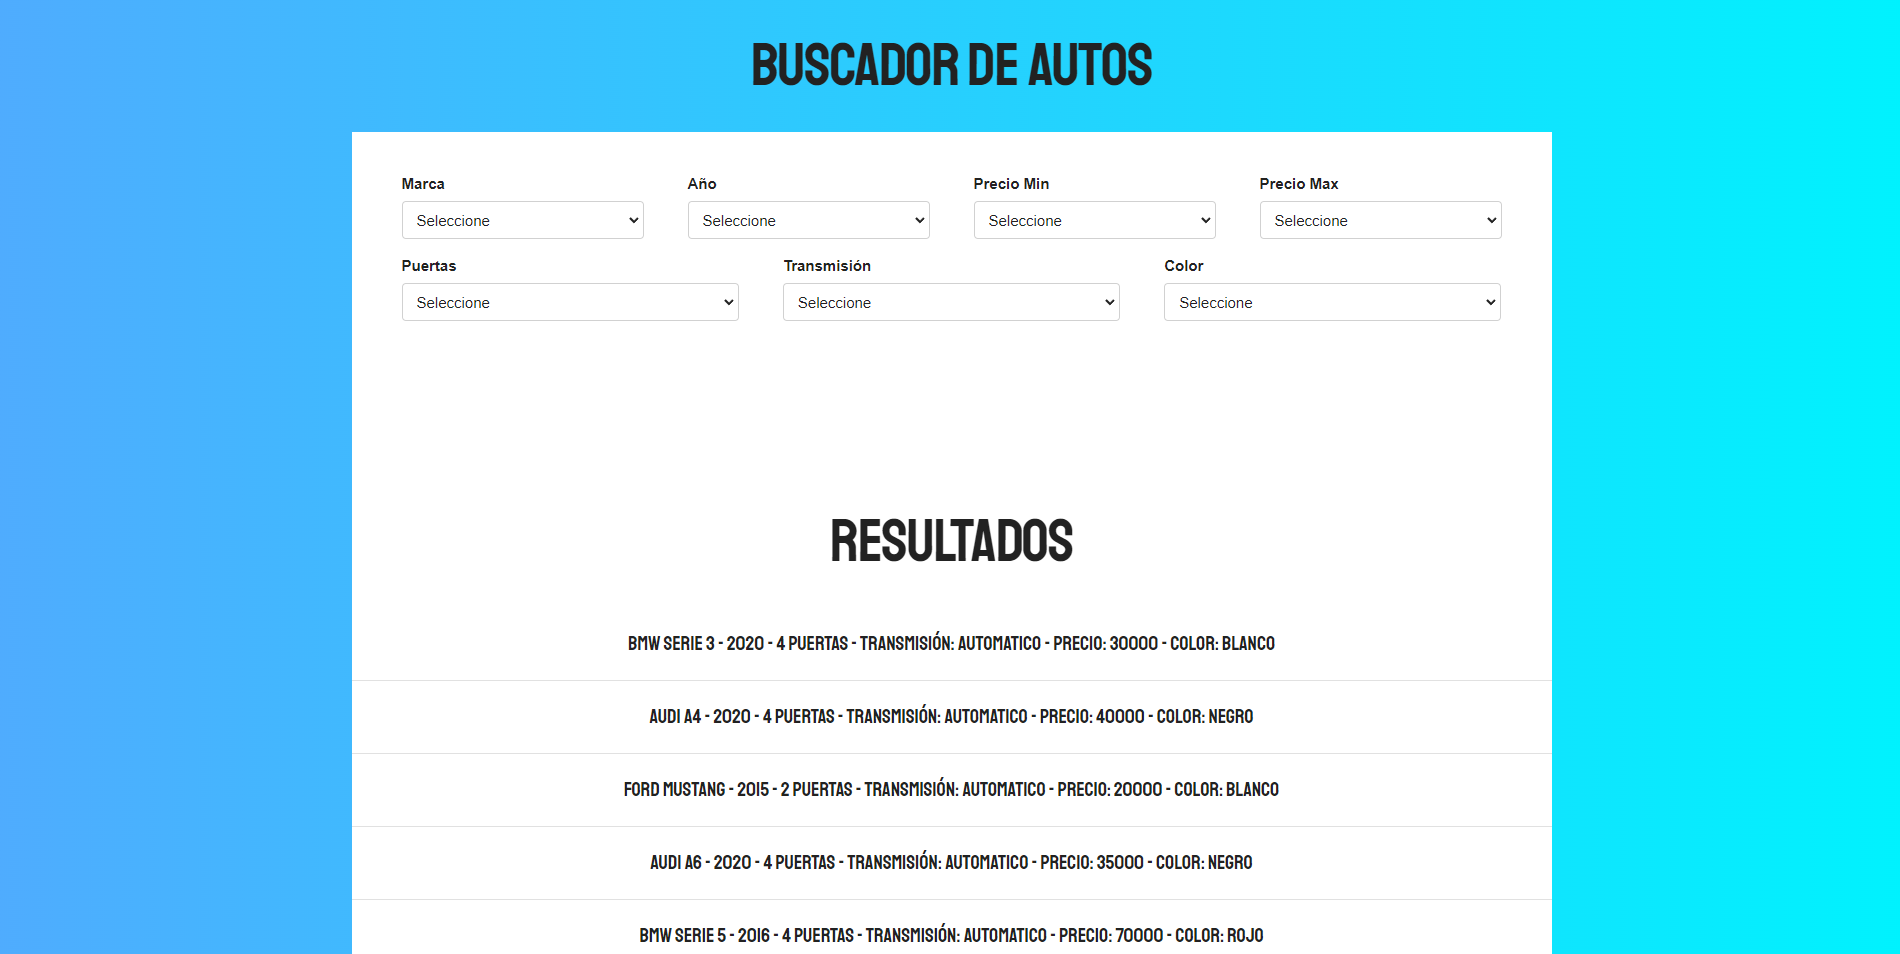 BUSCADOR DE AUTOS
Marca Año Precio Min Precio Max
Seleccione Seleccione Seleccione Seleccione
Puertas Transmisión Color
Seleccione Seleccione Seleccione
RESULTADOS
BMW SERIE 3 - 2020 - 4 PUERTAS - TRANSMISIÓN: AUTOMATICO - PRECIO: 30000 - COLOR: BLANCO
AUDI A4 - 2020 - 4 PUERTAS - TRANSMISIÓN: AUTOMATICO - PRECIO: 40000 - COLOR: NEGRO
FORD MUSTANG - 2015 - 2 PUERTAS - TRANSMISIÓN: AUTOMATICO - PRECIO: 20000 - COLOR: BLANCO
AUDI A6 - 2020 - 4 PUERTAS - TRANSMISIÓN: AUTOMATICO - PRECIO: 35000 - COLOR: NEGRO
BMW SERIE 5 - 2016 - 4 PUERTAS - TRANSMISIÓN: AUTOMATICO - PRECIO: 70000 - COLOR: ROJO